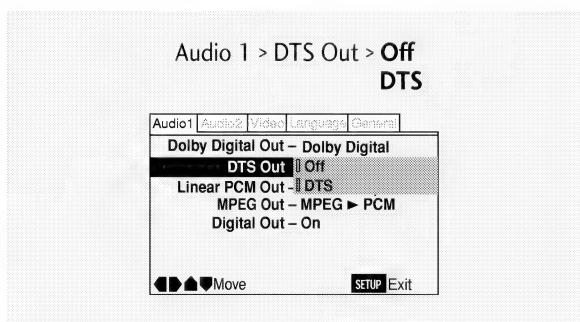 Audio 1 > DTS Out > Off
DTS
Audio1 Audio2 Video Language General
Dolby Digital Out – Dolby Digital
DTS Out Off
Linear PCM Out - DTS
MPEG Out – MPEG ► PCM
Digital Out – On
Move SETUP Exit